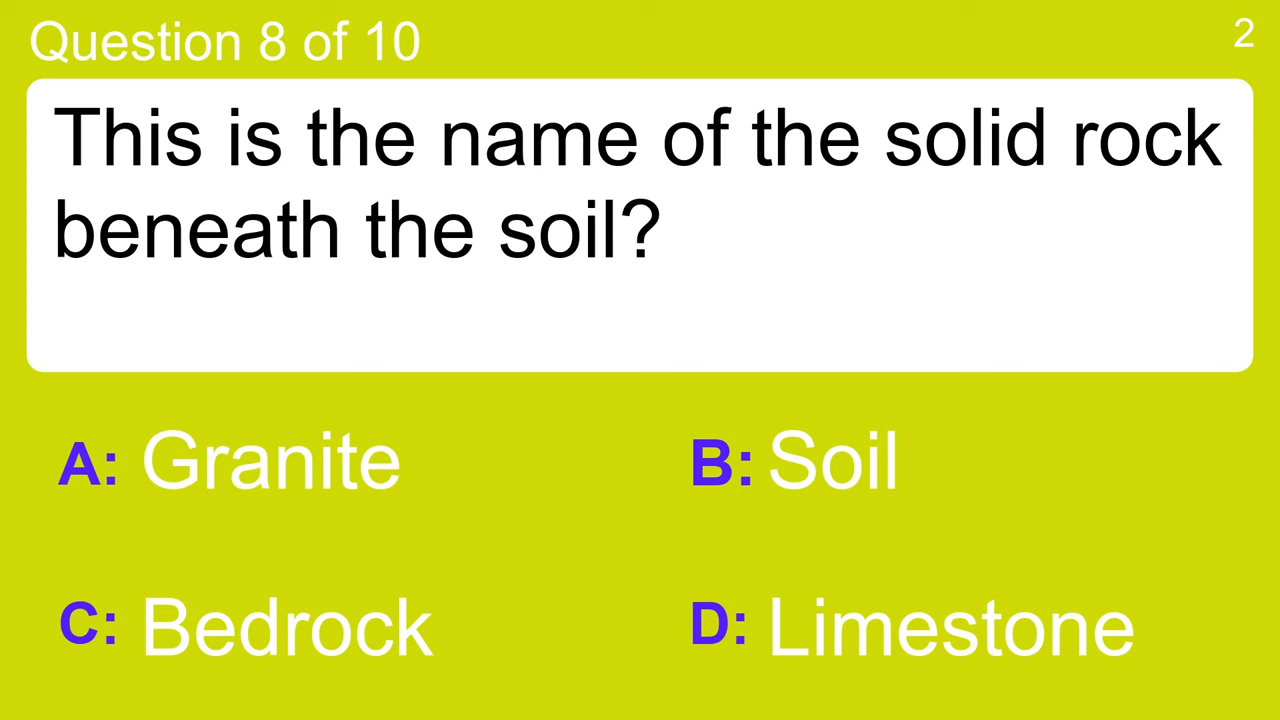 Question 8 of 10
2
This is the name of the solid rock
beneath the soil?
A: Granite
B: Soil
C: Bedrock
D: Limestone